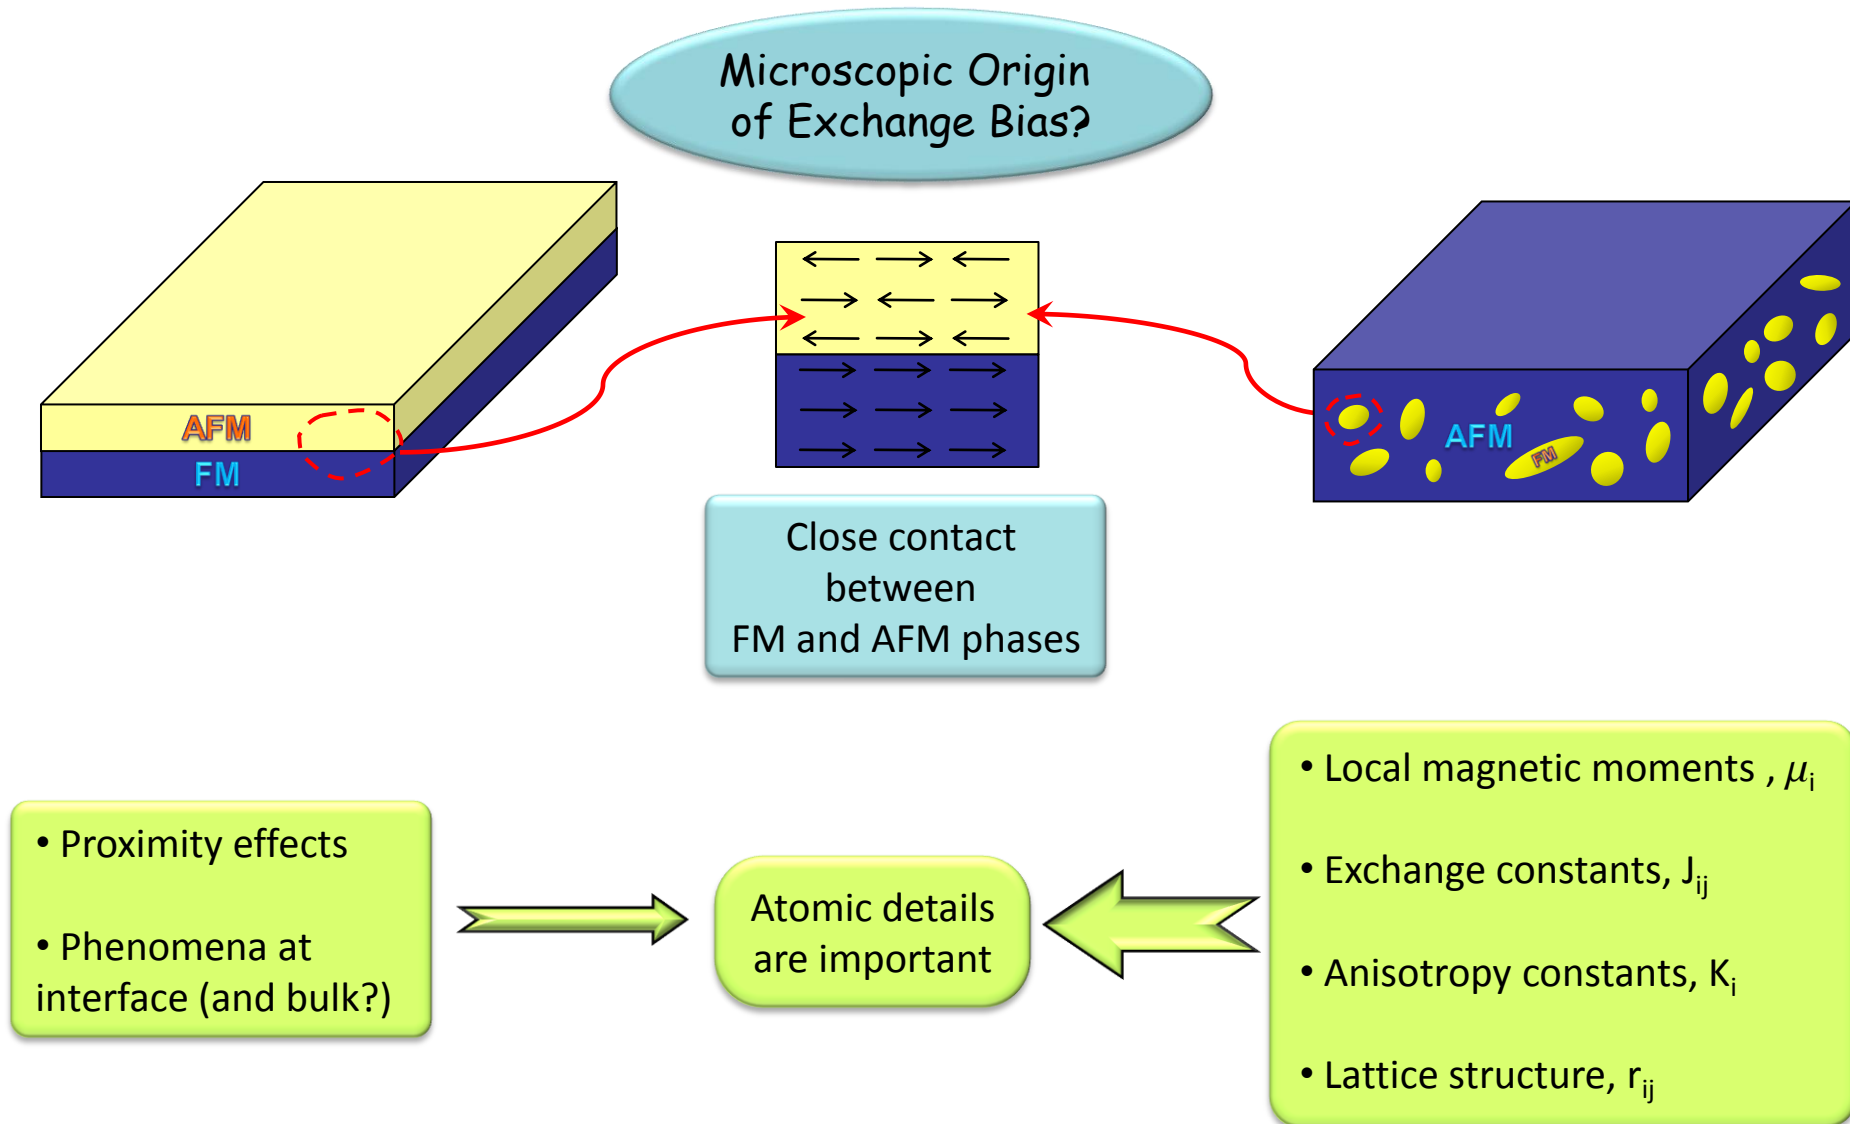 Microscopic Origin
of Exchange Bias?
AFM
FM
AFM
FM
Close contact
between
FM and AFM phases
• Proximity effects
• Phenomena at
interface (and bulk?)
Atomic details
are important
• Local magnetic moments , μi
• Exchange constants, Jij
• Anisotropy constants, Ki
• Lattice structure, rij